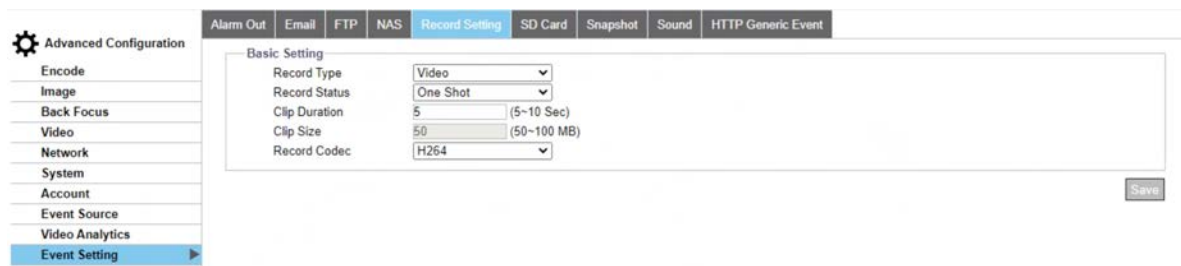 Alarm Out Email FTP NAS Record Setting SD Card Snapshot Sound HTTP Generic Event
Advanced Configuration
Encode
Image
Back Focus
Video
Network
System
Account
Event Source
Video Analytics
Event Setting
Basic Setting
Record Type Video
Record Status One Shot
Clip Duration 5 (5~10 Sec)
Clip Size 50 (50~100 MB)
Record Codec H264
Save